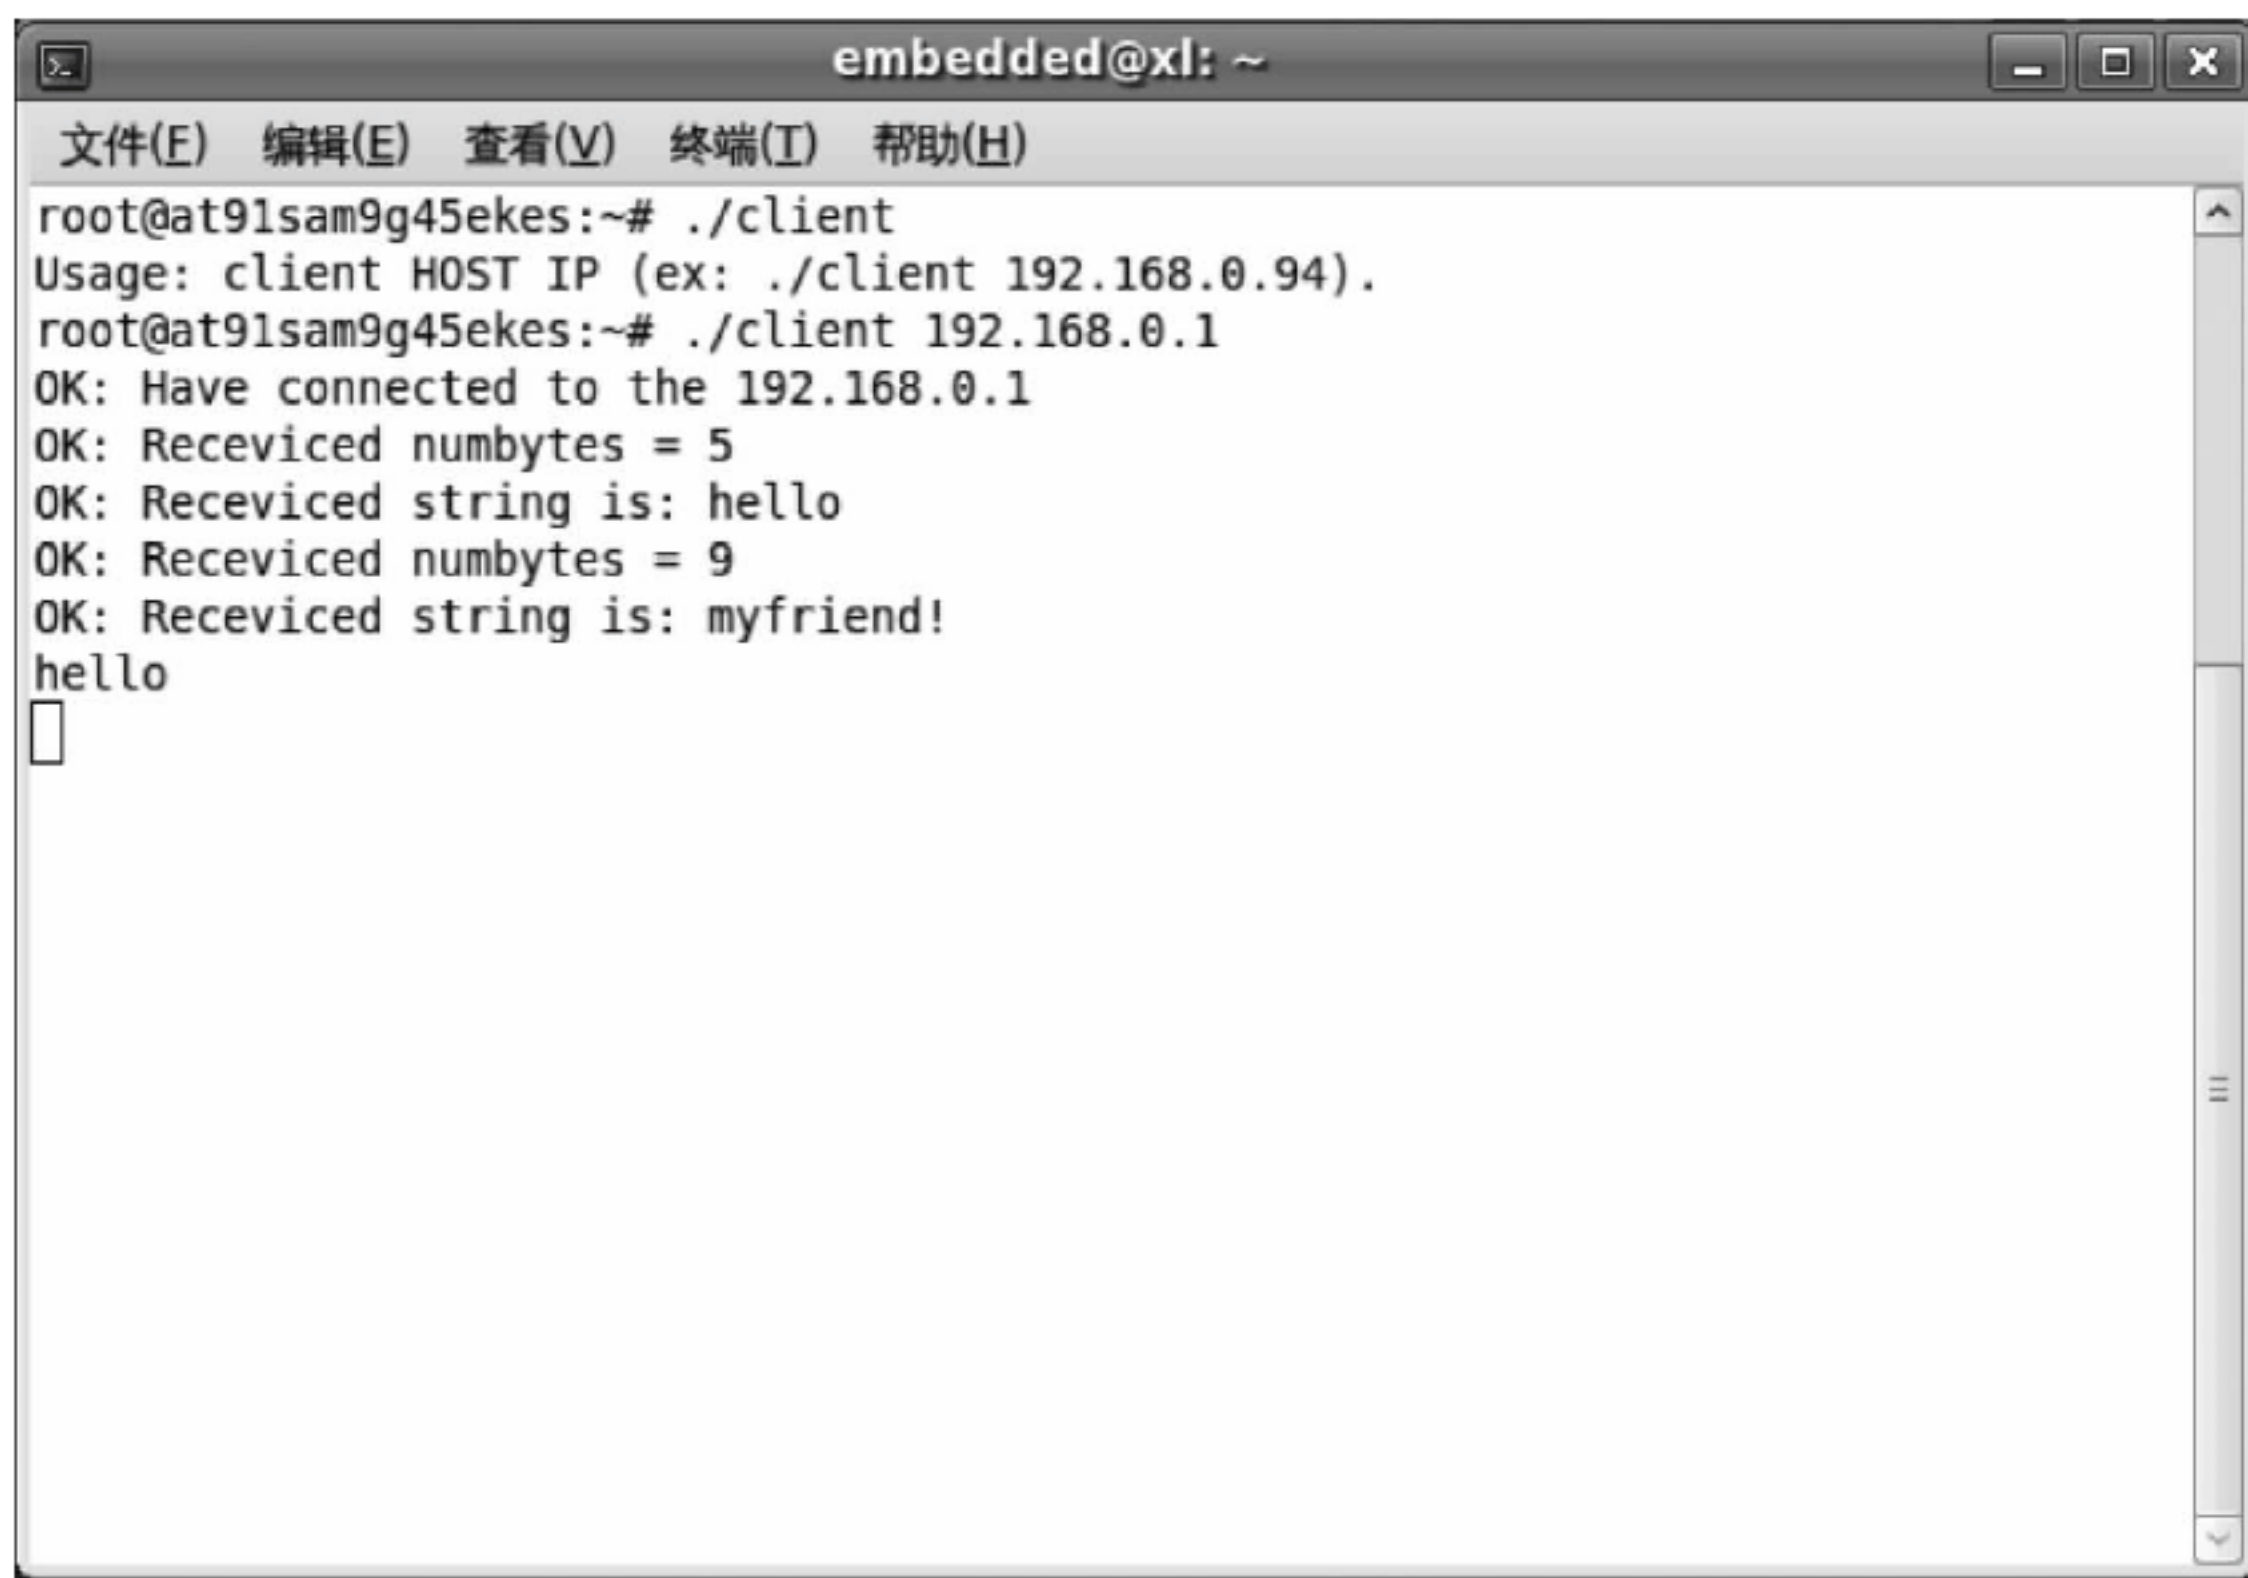 embedded@xl: ~
文件(F) 编辑(E) 查看(V) 终端(T) 帮助(H)
root@at91sam9g45ekes:~# ./client
Usage: client HOST IP (ex: ./client 192.168.0.94).
root@at91sam9g45ekes:~# ./client 192.168.0.1
OK: Have connected to the 192.168.0.1
OK: Receviced numbytes = 5
OK: Receviced string is: hello
OK: Receviced numbytes = 9
OK: Receviced string is: myfriend!
hello